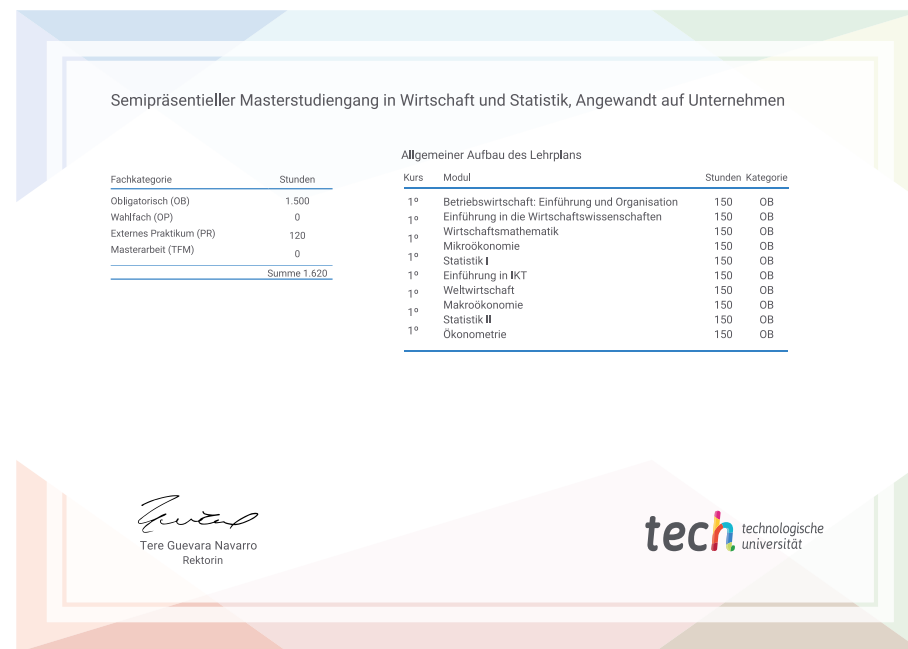 Semipräsentieller Masterstudiengang in Wirtschaft und Statistik, Angewandt auf Unternehmen
Fachkategorie Stunden
Obligatorisch (OB) 1.500
Wahlfach (OP) 0
Externes Praktikum (PR) 120
Masterarbeit (TFM) 0
Summe 1.620
Allgemeiner Aufbau des Lehrplans
Kurs Modul Stunden Kategorie
1º Betriebswirtschaft: Einführung und Organisation 150 OB
1º Einführung in die Wirtschaftswissenschaften 150 OB
1º Wirtschaftsmathematik 150 OB
Mikroökonomie 150 OB
1º Statistik I 150 OB
1º Einführung in IKT 150 OB
1º Weltwirtschaft 150 OB
1º Makroökonomie 150 OB
Statistik II 150 OB
1º Ökonometrie 150 OB
Tere Guevara Navarro
Rektorin
tech technologische
universität